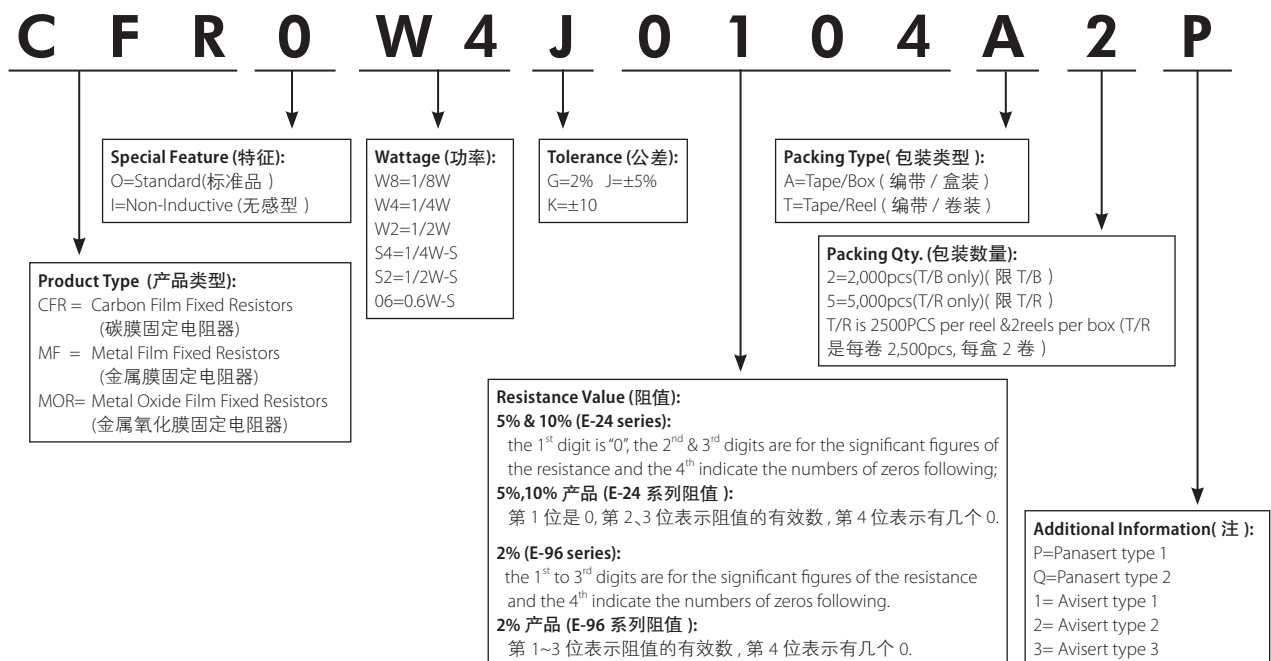 C F R 0 W 4 J 0 1 0 4 A 2 P
Special Feature (特征):
O=Standard(标准品 )
I=Non-Inductive (无感型 )
Wattage (功率):
W8=1/8W
W4=1/4W
W2=1/2W
S4=1/4W-S
S2=1/2W-S
06=0.6W-S
Tolerance (公差):
G=2% J=±5%
K=±10
Packing Type( 包装类型 ):
A=Tape/Box ( 编带 / 盒装 )
T=Tape/Reel ( 编带 / 卷装 )
Packing Qty. (包装数量):
2=2,000pcs(T/B only)( 限 T/B )
5=5,000pcs(T/R only)( 限 T/R )
T/R is 2500PCS per reel &2reels per box (T/R
是每卷 2,500pcs, 每盒 2 卷 )
Product Type (产品类型):
CFR = Carbon Film Fixed Resistors
(碳膜固定电阻器)
MF = Metal Film Fixed Resistors
(金属膜固定电阻器)
MOR= Metal Oxide Film Fixed Resistors
(金属氧化膜固定电阻器)
Resistance Value (阻值):
5% & 10% (E-24 series):
the 1st digit is “0”, the 2nd & 3rd digits are for the significant figures of
the resistance and the 4th indicate the numbers of zeros following;
5%,10% 产品 (E-24 系列阻值 ):
第 1 位是 0, 第 2、3 位表示阻值的有效数 , 第 4 位表示有几个 0.
2% (E-96 series):
the 1st to 3rd digits are for the significant figures of the resistance
and the 4th indicate the numbers of zeros following.
2% 产品 (E-96 系列阻值 ):
第 1~3 位表示阻值的有效数 , 第 4 位表示有几个 0.
Additional Information( 注 ):
P=Panasert type 1
Q=Panasert type 2
1= Avisert type 1
2= Avisert type 2
3= Avisert type 3